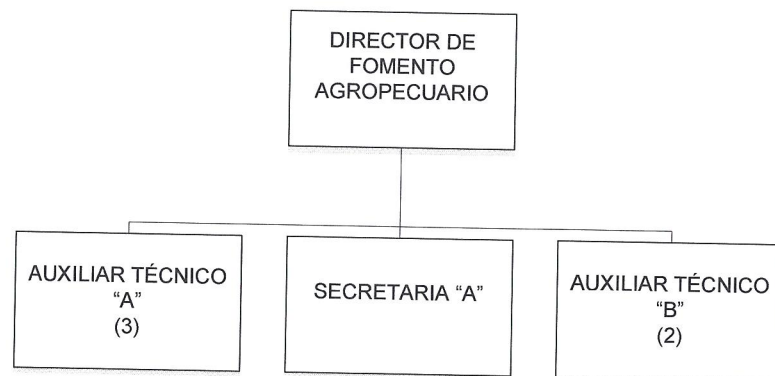 DIRECTOR DE
FOMENTO
AGROPECUARIO
AUXILIAR TÉCNICO
“A”
(3)
SECRETARIA “A”
AUXILIAR TÉCNICO
“B”
(2)